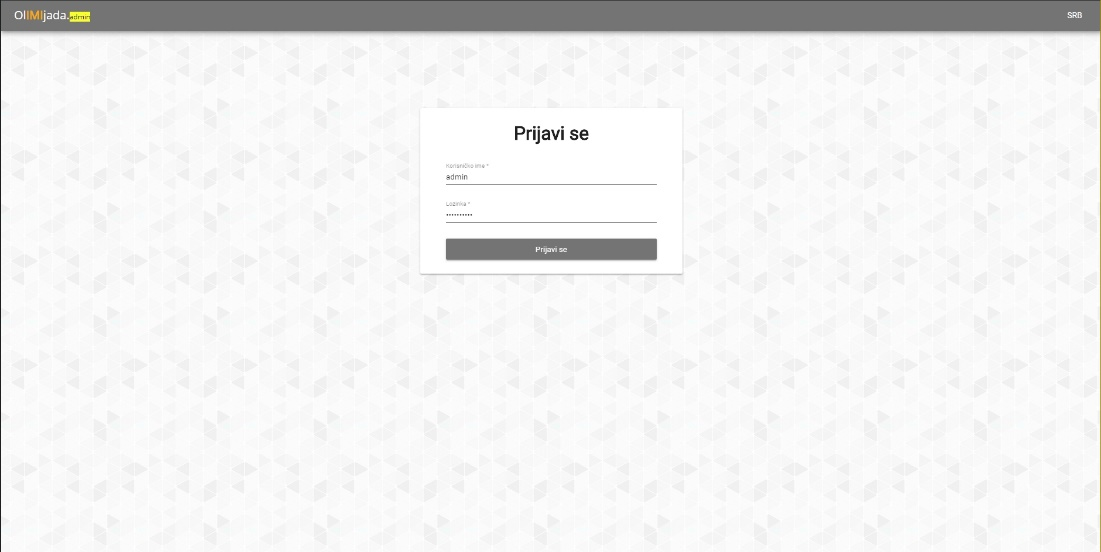 OlIMIjada.admin
SRB
Prijavi se
Korisničko ime *
admin
Lozinka *
••••••••••
Prijavi se